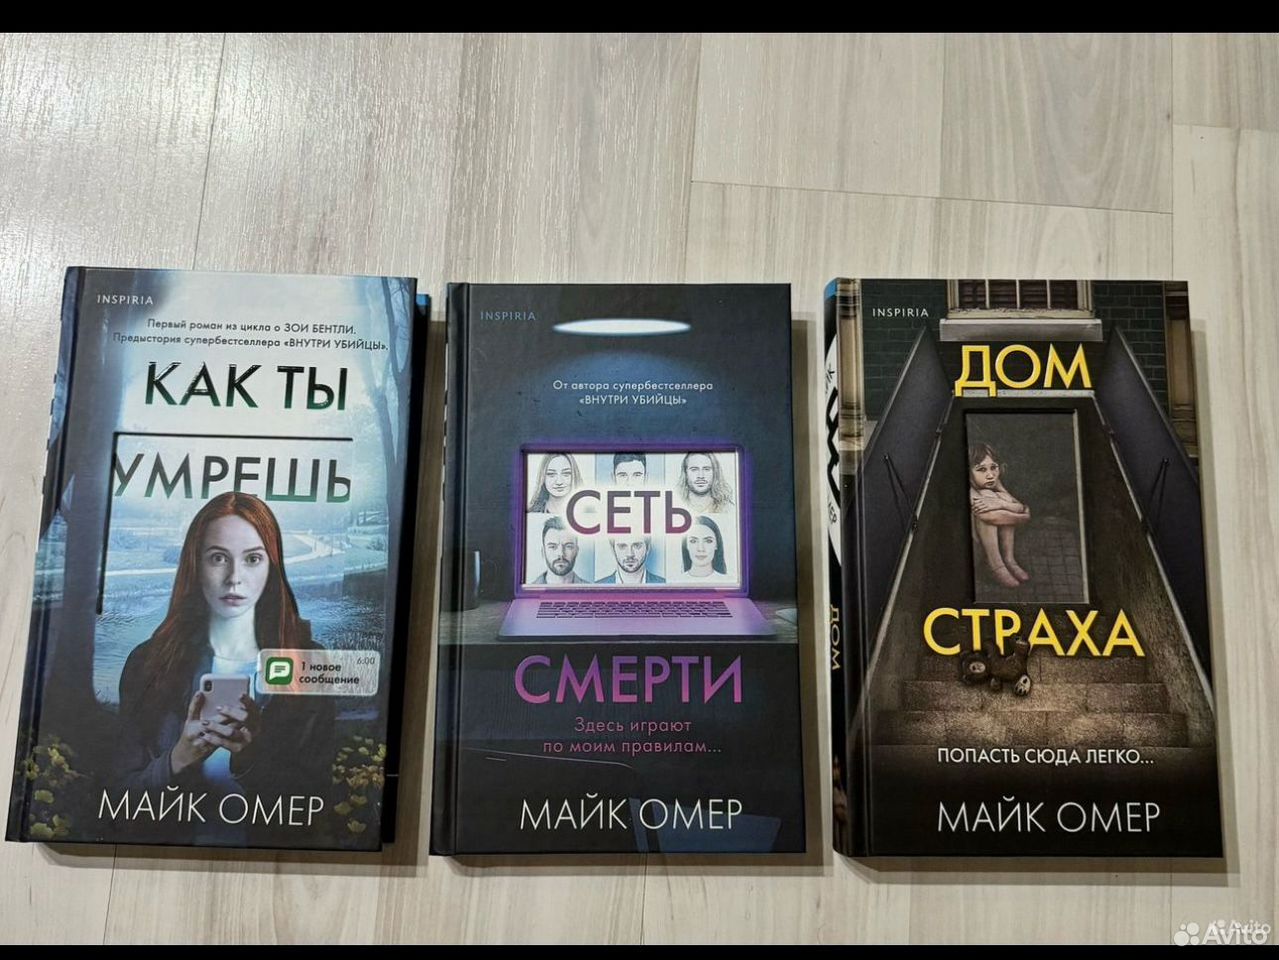 INSPIRIA
Первый роман из цикла о ЗОИ БЕНТЛИ.
Предыстория супербестселлера «ВНУТРИ УБИЙЦЫ».
КАК ТЫ
УМРЕШЬ
1 новое 6:00
сообщение
МАЙК ОМЕР
INSPIRIA
От автора супербестселлера
«ВНУТРИ УБИЙЦЫ»
СЕТЬ
СМЕРТИ
Здесь играют
по моим правилам...
МАЙК ОМЕР
INSPIRIA
ДОМ
СТРАХА
ПОПАСТЬ СЮДА ЛЕГКО...
МАЙК ОМЕР
ДОМ
Avito
Avito